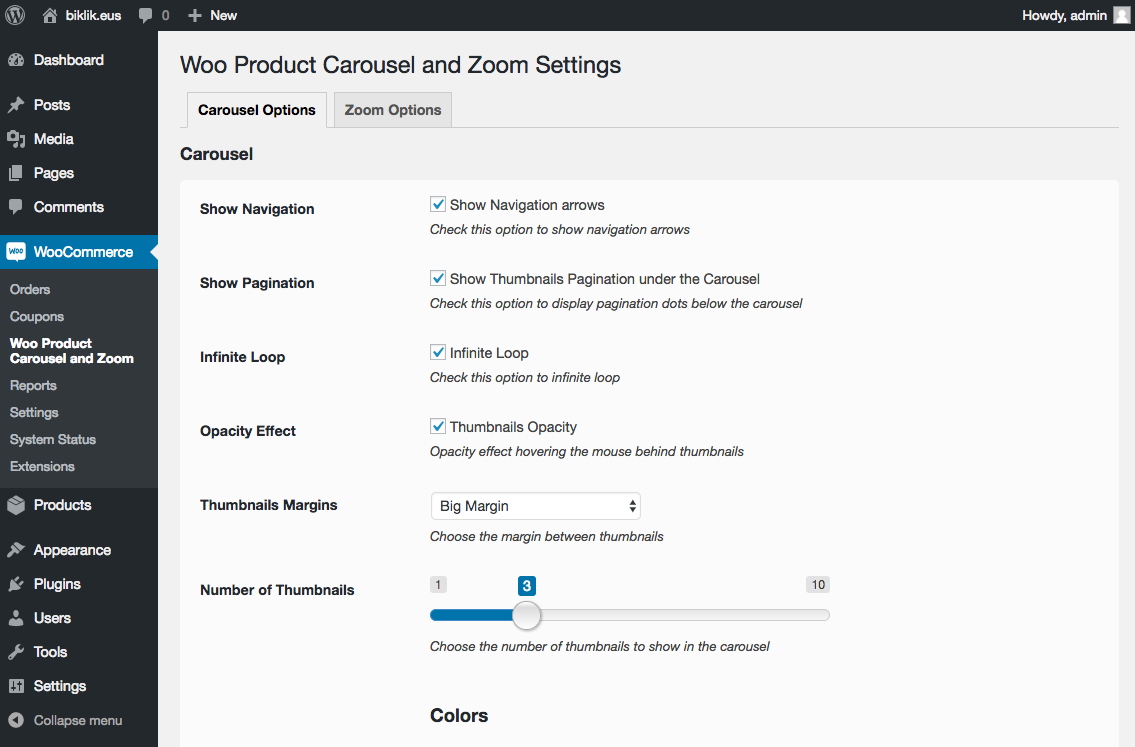 biklik.eus 0 New Howdy, admin
Dashboard
Posts
Media
Pages
Comments
WOO WooCommerce
Orders
Coupons
Woo Product
Carousel and Zoom
Reports
Settings
System Status
Extensions
Products
Appearance
Plugins
Users
Tools
Settings
Collapse menu
Woo Product Carousel and Zoom Settings
Carousel Options Zoom Options
Carousel
Show Navigation Show Navigation arrows
Check this option to show navigation arrows
Show Pagination Show Thumbnails Pagination under the Carousel
Check this option to display pagination dots below the carousel
Infinite Loop Infinite Loop
Check this option to infinite loop
Opacity Effect Thumbnails Opacity
Opacity effect hovering the mouse behind thumbnails
Thumbnails Margins Big Margin
Choose the margin between thumbnails
Number of Thumbnails 1 3 10
Choose the number of thumbnails to show in the carousel
Colors